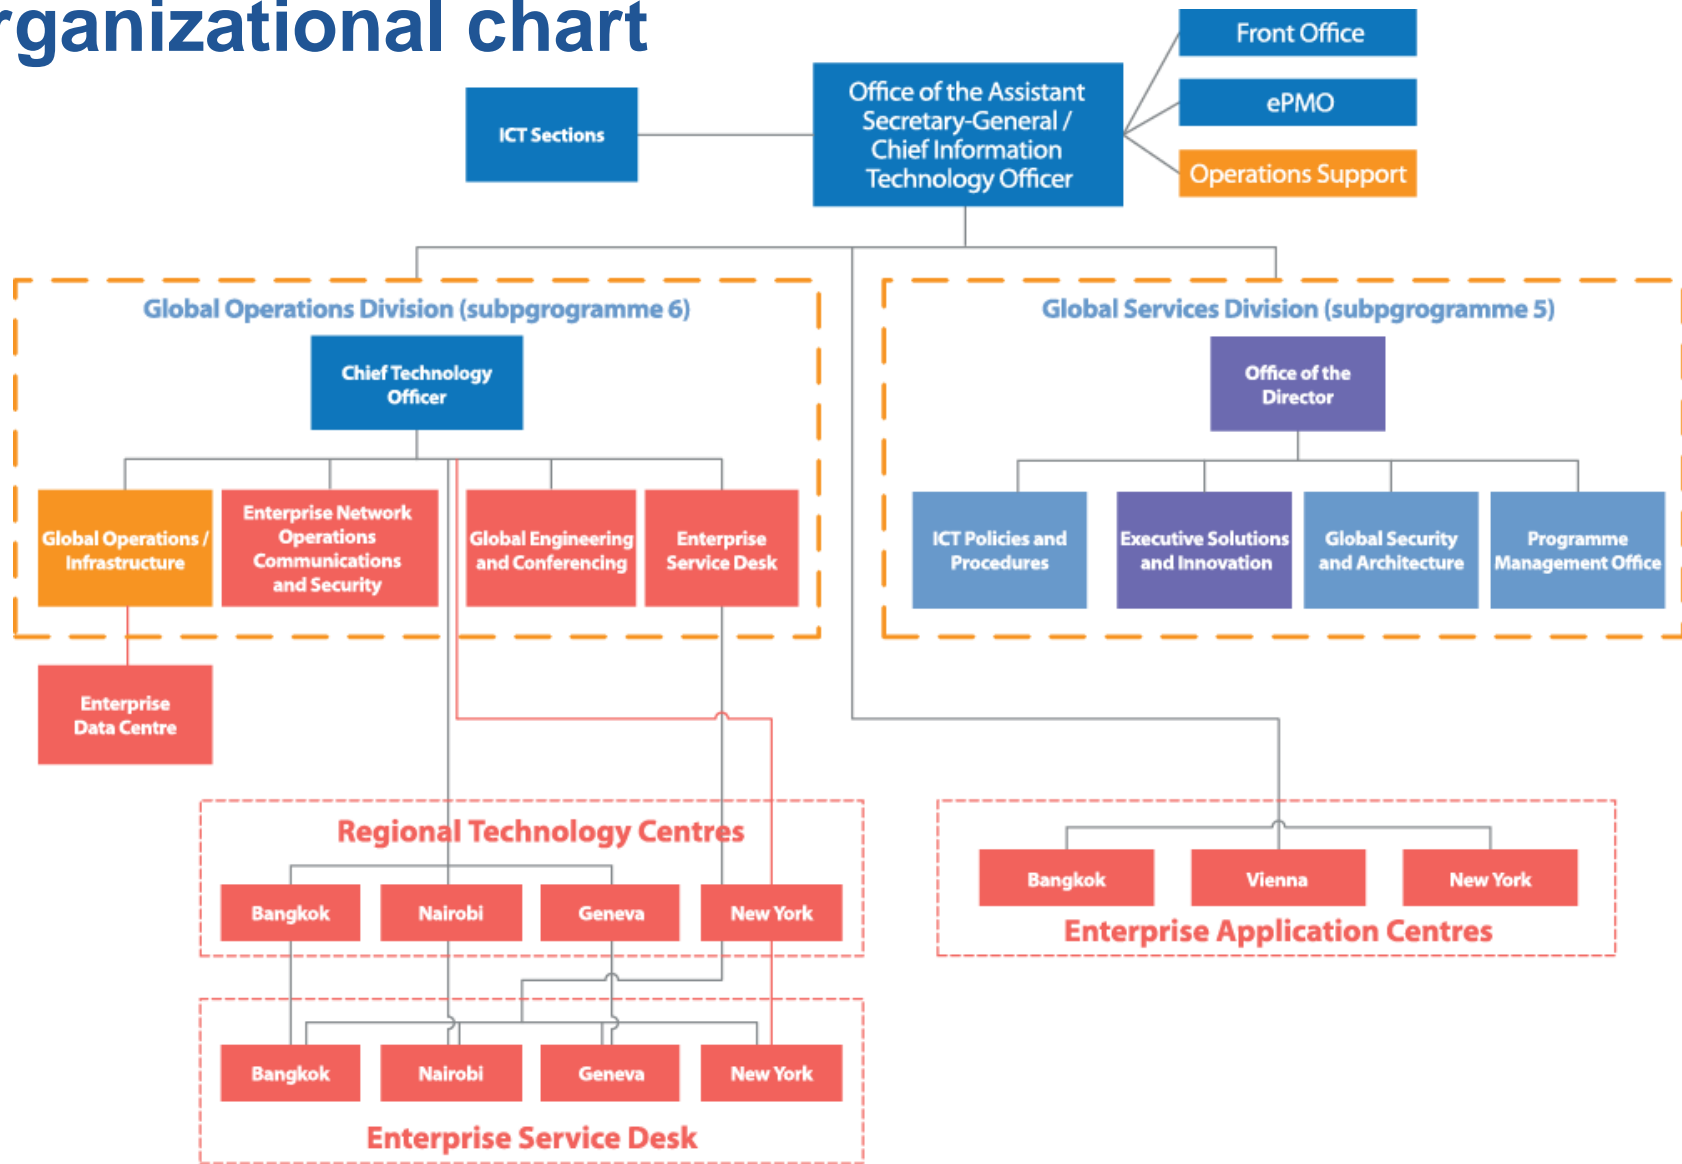 rganizational chart
Front Office
ePMO
Operations Support
Office of the Assistant
Secretary-General /
Chief Information
Technology Officer
ICT Sections
Global Operations Division (subpgrogramme 6)
Chief Technology
Officer
Global Operations /
Infrastructure
Enterprise Network
Operations
Communications
and Security
Global Engineering
and Conferencing
Enterprise
Service Desk
Enterprise
Data Centre
Global Services Division (subpgrogramme 5)
Office of the
Director
ICT Policies and
Procedures
Executive Solutions
and Innovation
Global Security
and Architecture
Programme
Management Office
Regional Technology Centres
Bangkok
Nairobi
Geneva
New York
Bangkok
Nairobi
Geneva
New York
Enterprise Service Desk
Bangkok
Vienna
New York
Enterprise Application Centres